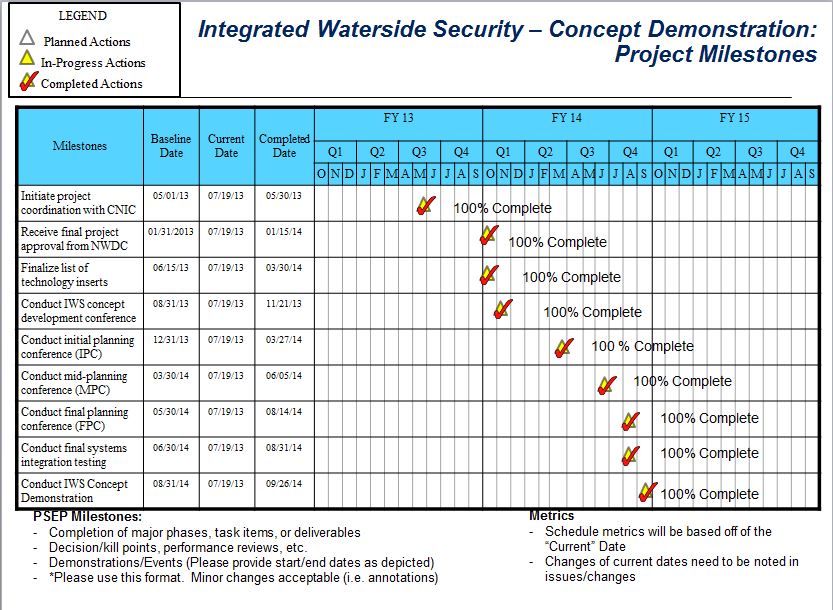 LEGEND
Planned Actions
In-Progress Actions
Completed Actions
Integrated Waterside Security – Concept Demonstration:
Project Milestones
Milestones Baseline Date Current Date Completed Date FY 13 FY 14 FY 15
Q1 Q2 Q3 Q4 Q1 Q2 Q3 Q4 Q1 Q2 Q3 Q4
O N D J F M A M J J A S O N D J F M A M J J A S O N D J F M A M J J A S
Initiate project 05/01/13 07/19/13 05/30/13
coordination with CNIC 100% Complete
Receive final project 01/31/2013 07/19/13 01/15/14
approval from NWDC 100% Complete
Finalize list of 06/15/13 07/19/13 03/30/14
technology inserts 100% Complete
Conduct IWS concept 08/31/13 07/19/13 11/21/13
development conference 100% Complete
Conduct initial planning 12/31/13 07/19/13 03/27/14
conference (IPC) 100 % Complete
Conduct mid-planning 03/30/14 07/19/13 06/05/14
conference (MPC) 100% Complete
Conduct final planning 05/30/14 07/19/13 08/14/14
conference (FPC) 100% Complete
Conduct final systems 06/30/14 07/19/13 08/31/14
integration testing 100% Complete
Conduct IWS Concept 08/31/14 07/19/13 09/26/14
Demonstration 100% Complete
PSEP Milestones:
- Completion of major phases, task items, or deliverables
- Decision/kill points, performance reviews, etc.
- Demonstrations/Events (Please provide start/end dates as depicted)
- *Please use this format. Minor changes acceptable (i.e. annotations)
Metrics
- Schedule metrics will be based off of the
“Current” Date
- Changes of current dates need to be noted in
issues/changes